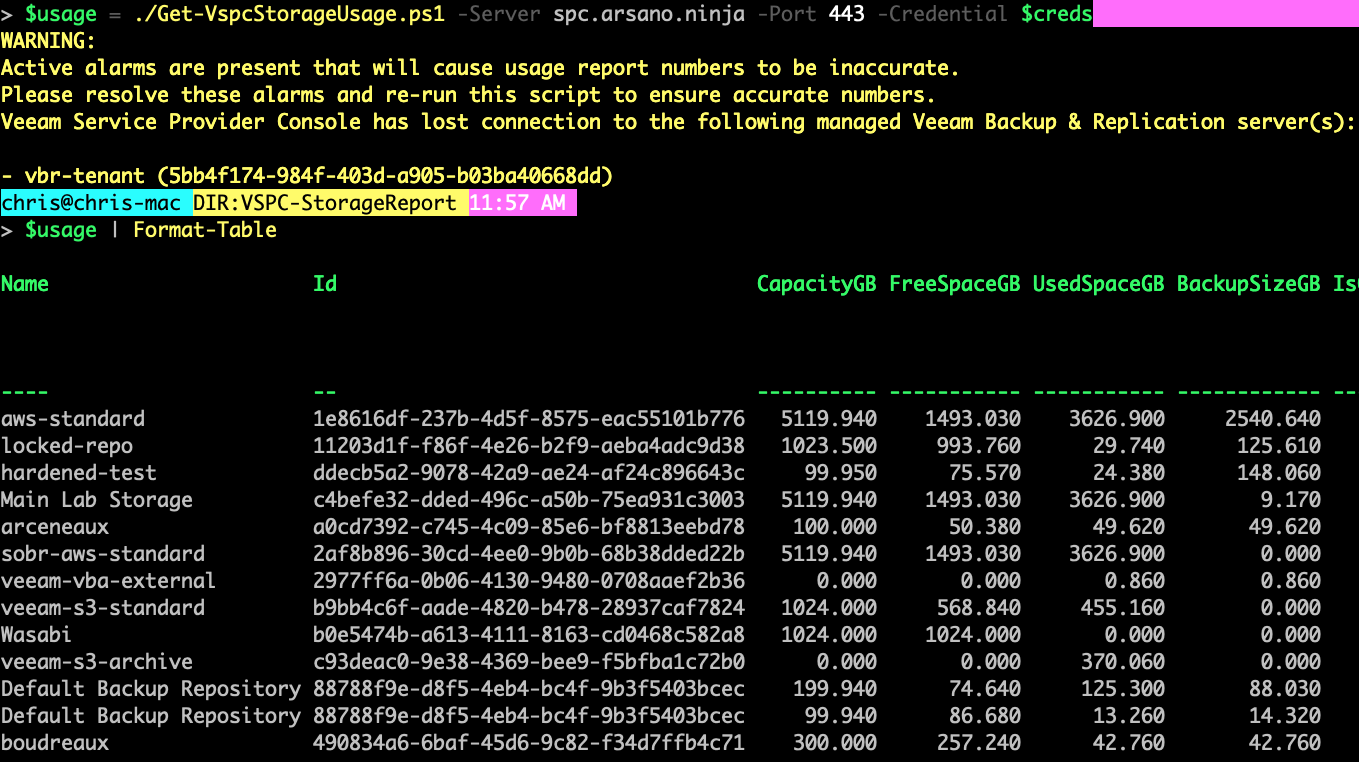 > $usage = ./Get-VspcStorageUsage.ps1 -Server spc.arsano.ninja -Port 443 -Credential $creds
WARNING:
Active alarms are present that will cause usage report numbers to be inaccurate.
Please resolve these alarms and re-run this script to ensure accurate numbers.
Veeam Service Provider Console has lost connection to the following managed Veeam Backup & Replication server(s):
- vbr-tenant (5bb4f174-984f-403d-a905-b03ba40668dd)
chris@chris-mac DIR:VSPC-StorageReport 11:57 AM
> $usage | Format-Table
Name Id CapacityGB FreeSpaceGB UsedSpaceGB BackupSizeGB
---- -- ---------- ----------- ----------- ------------ --
aws-standard 1e8616df-237b-4d5f-8575-eac55101b776 5119.940 1493.030 3626.900 2540.640
locked-repo 11203d1f-f86f-4e26-b2f9-aeba4adc9d38 1023.500 993.760 29.740 125.610
hardened-test ddecb5a2-9078-42a9-ae24-af24c896643c 99.950 75.570 24.380 148.060
Main Lab Storage c4befe32-dded-496c-a50b-75ea931c3003 5119.940 1493.030 3626.900 9.170
arceneaux a0cd7392-c745-4c09-85e6-bf8813eebd78 100.000 50.380 49.620 49.620
sobr-aws-standard 2af8b896-30cd-4ee0-9b0b-68b38dded22b 5119.940 1493.030 3626.900 0.000
veeam-vba-external 2977ff6a-0b06-4130-9480-0708aaef2b36 0.000 0.000 0.860 0.860
veeam-s3-standard b9bb4c6f-aade-4820-b478-28937caf7824 1024.000 568.840 455.160 0.000
Wasabi b0e5474b-a613-4111-8163-cd0468c582a8 1024.000 1024.000 0.000 0.000
veeam-s3-archive c93deac0-9e38-4369-bee9-f5bfba1c72b0 0.000 0.000 370.060 0.000
Default Backup Repository 88788f9e-d8f5-4eb4-bc4f-9b3f5403bcec 199.940 74.640 125.300 88.030
Default Backup Repository 88788f9e-d8f5-4eb4-bc4f-9b3f5403bcec 99.940 86.680 13.260 14.320
boudreaux 490834a6-6baf-45d6-9c82-f34d7ffb4c71 300.000 257.240 42.760 42.760